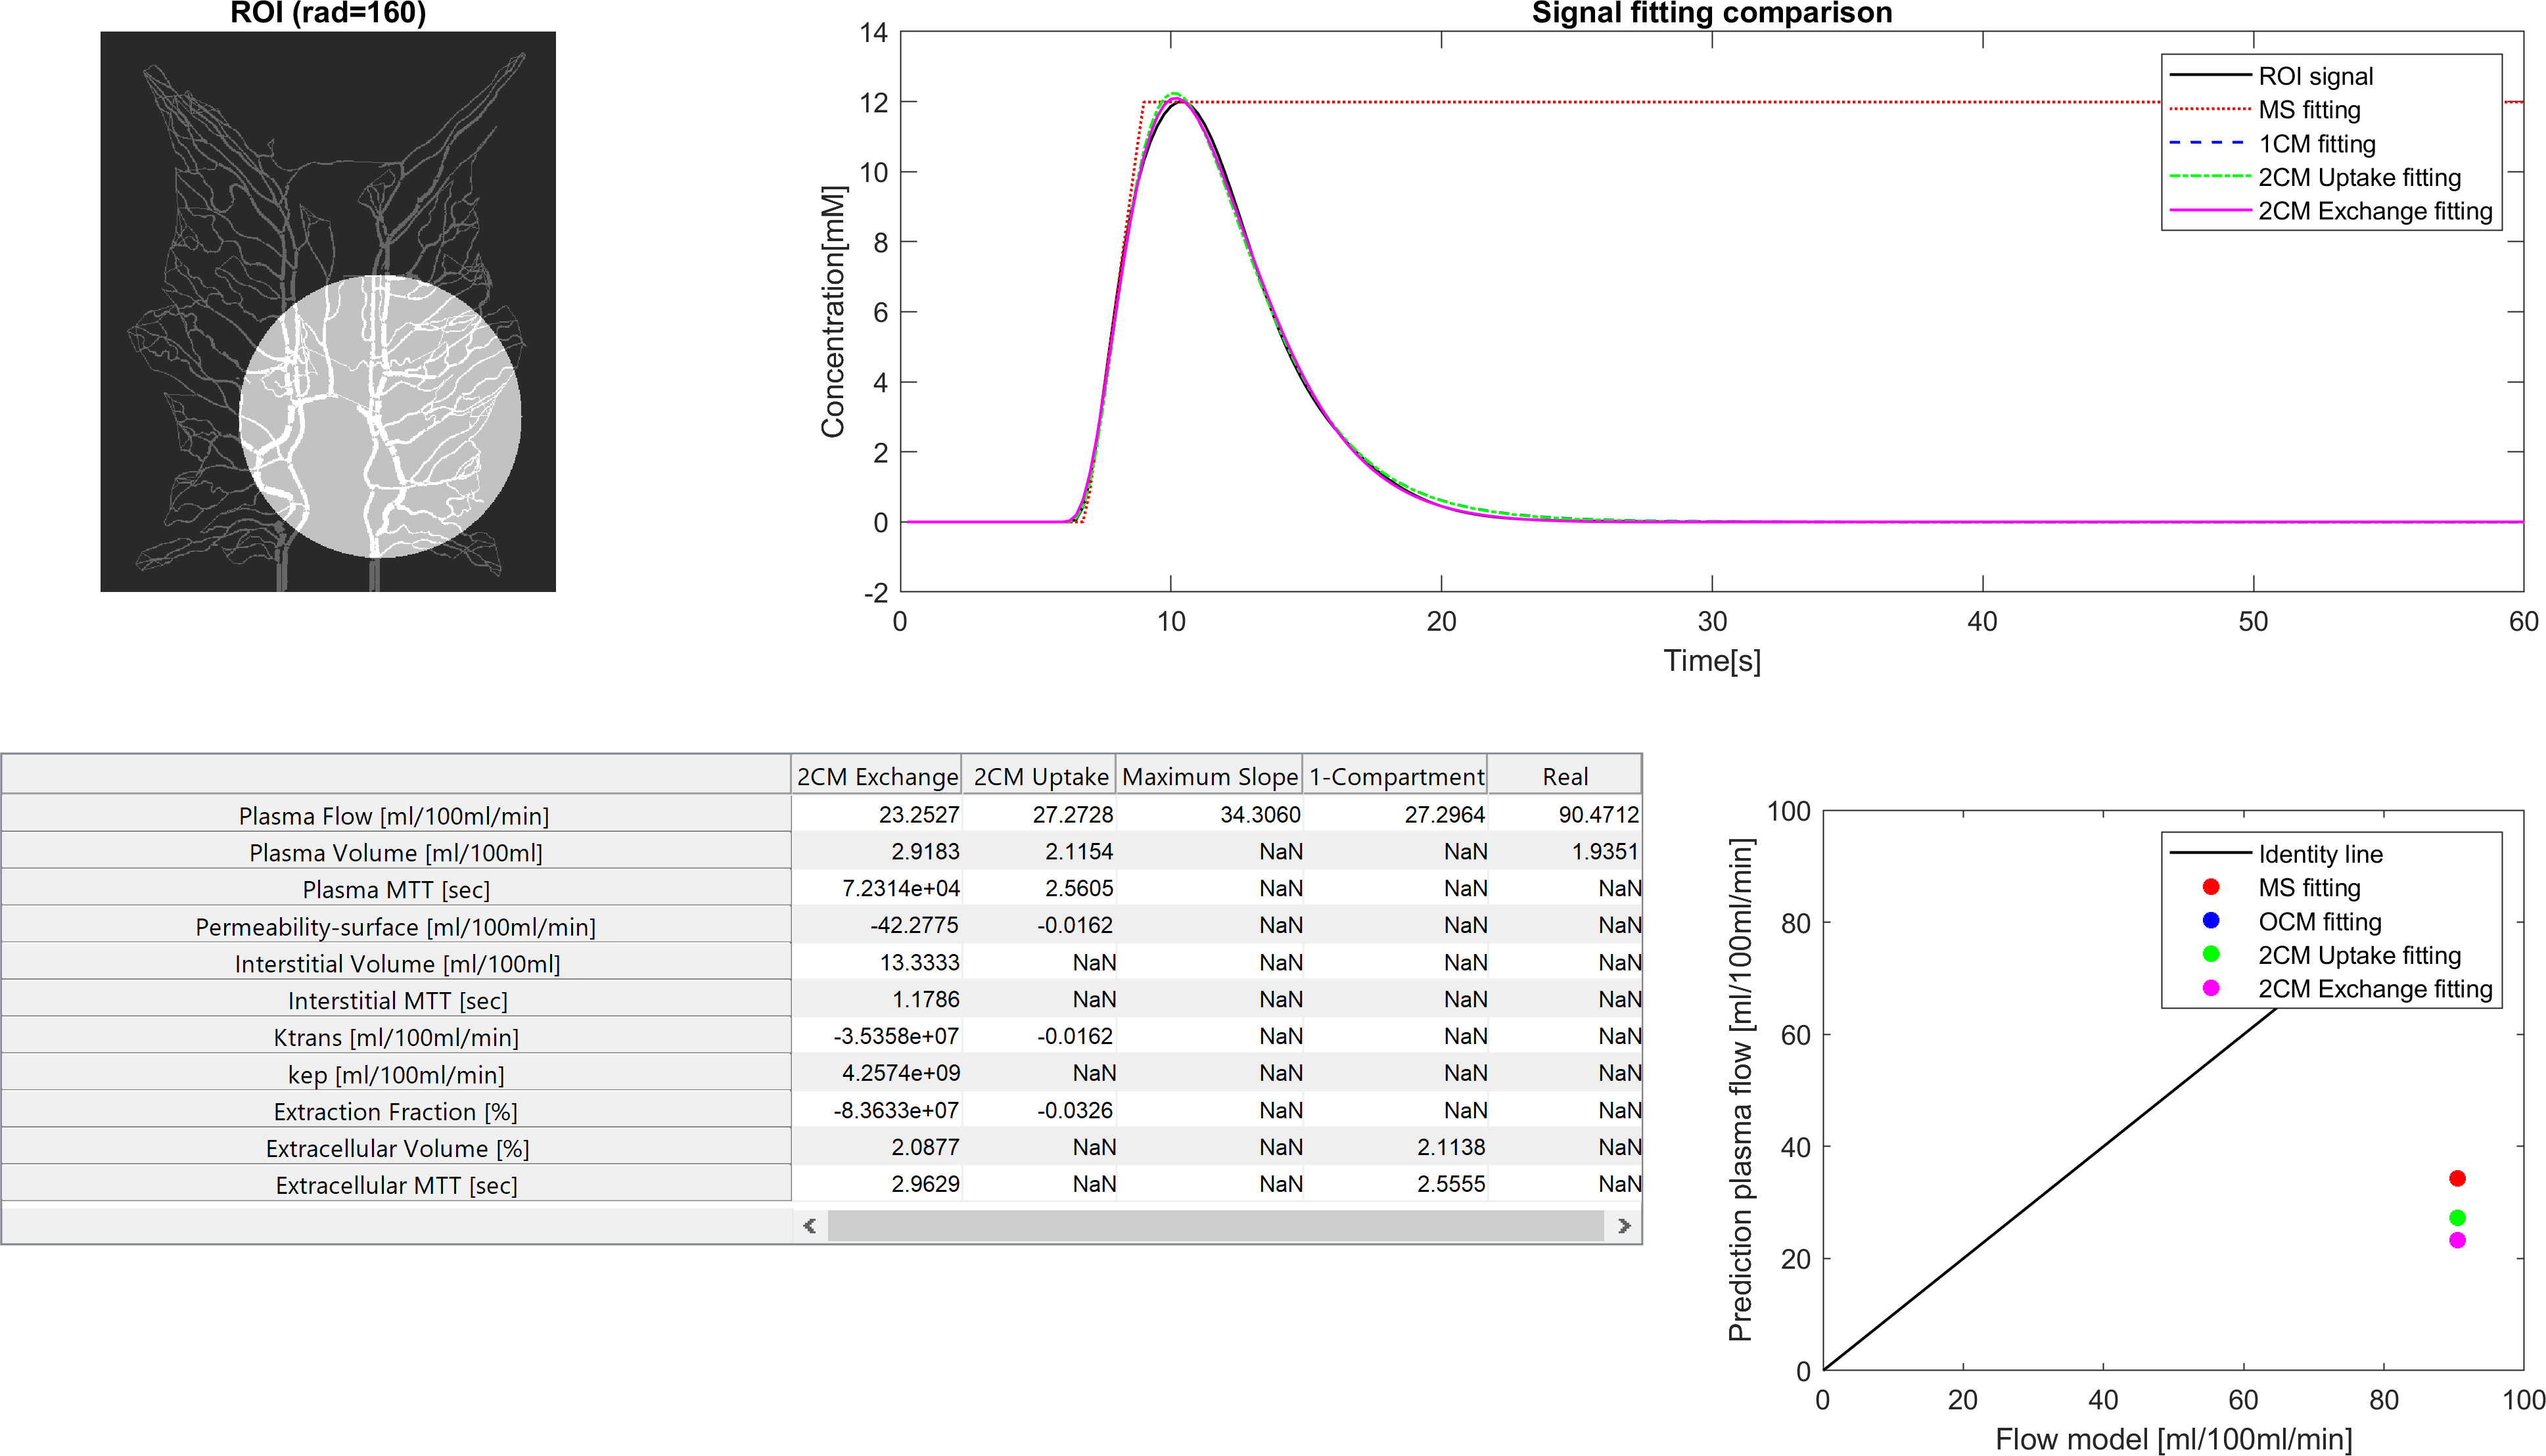 ROI (rad=160)
Signal fitting comparison
14
12
10
8
6
4
2
0
-2
Concentration[mM]
0 10 20 30 40 50 60
Time[s]
ROI signal
MS fitting
1CM fitting
2CM Uptake fitting
2CM Exchange fitting
2CM Exchange 2CM Uptake Maximum Slope 1-Compartment Real
Plasma Flow [ml/100ml/min] 23.2527 27.2728 34.3060 27.2964 90.4712
Plasma Volume [ml/100ml] 2.9183 2.1154 NaN NaN 1.9351
Plasma MTT [sec] 7.2314e+04 2.5605 NaN NaN NaN
Permeability-surface [ml/100ml/min] -42.2775 -0.0162 NaN NaN NaN
Interstitial Volume [ml/100ml] 13.3333 NaN NaN NaN NaN
Interstitial MTT [sec] 1.1786 NaN NaN NaN NaN
Ktrans [ml/100ml/min] -3.5358e+07 -0.0162 NaN NaN NaN
kep [ml/100ml/min] 4.2574e+09 NaN NaN NaN NaN
Extraction Fraction [%] -8.3633e+07 -0.0326 NaN NaN NaN
Extracellular Volume [%] 2.0877 NaN NaN 2.1138 NaN
Extracellular MTT [sec] 2.9629 NaN NaN 2.5555 NaN
100
80
60
40
20
0
Prediction plasma flow [ml/100ml/min]
0 20 40 60 80 100
Flow model [ml/100ml/min]
Identity line
MS fitting
OCM fitting
2CM Uptake fitting
2CM Exchange fitting